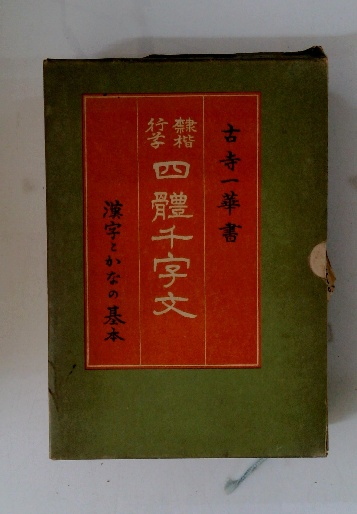 古寺一華書
隸楷
行草
四體千字文
漢字とかなの基本